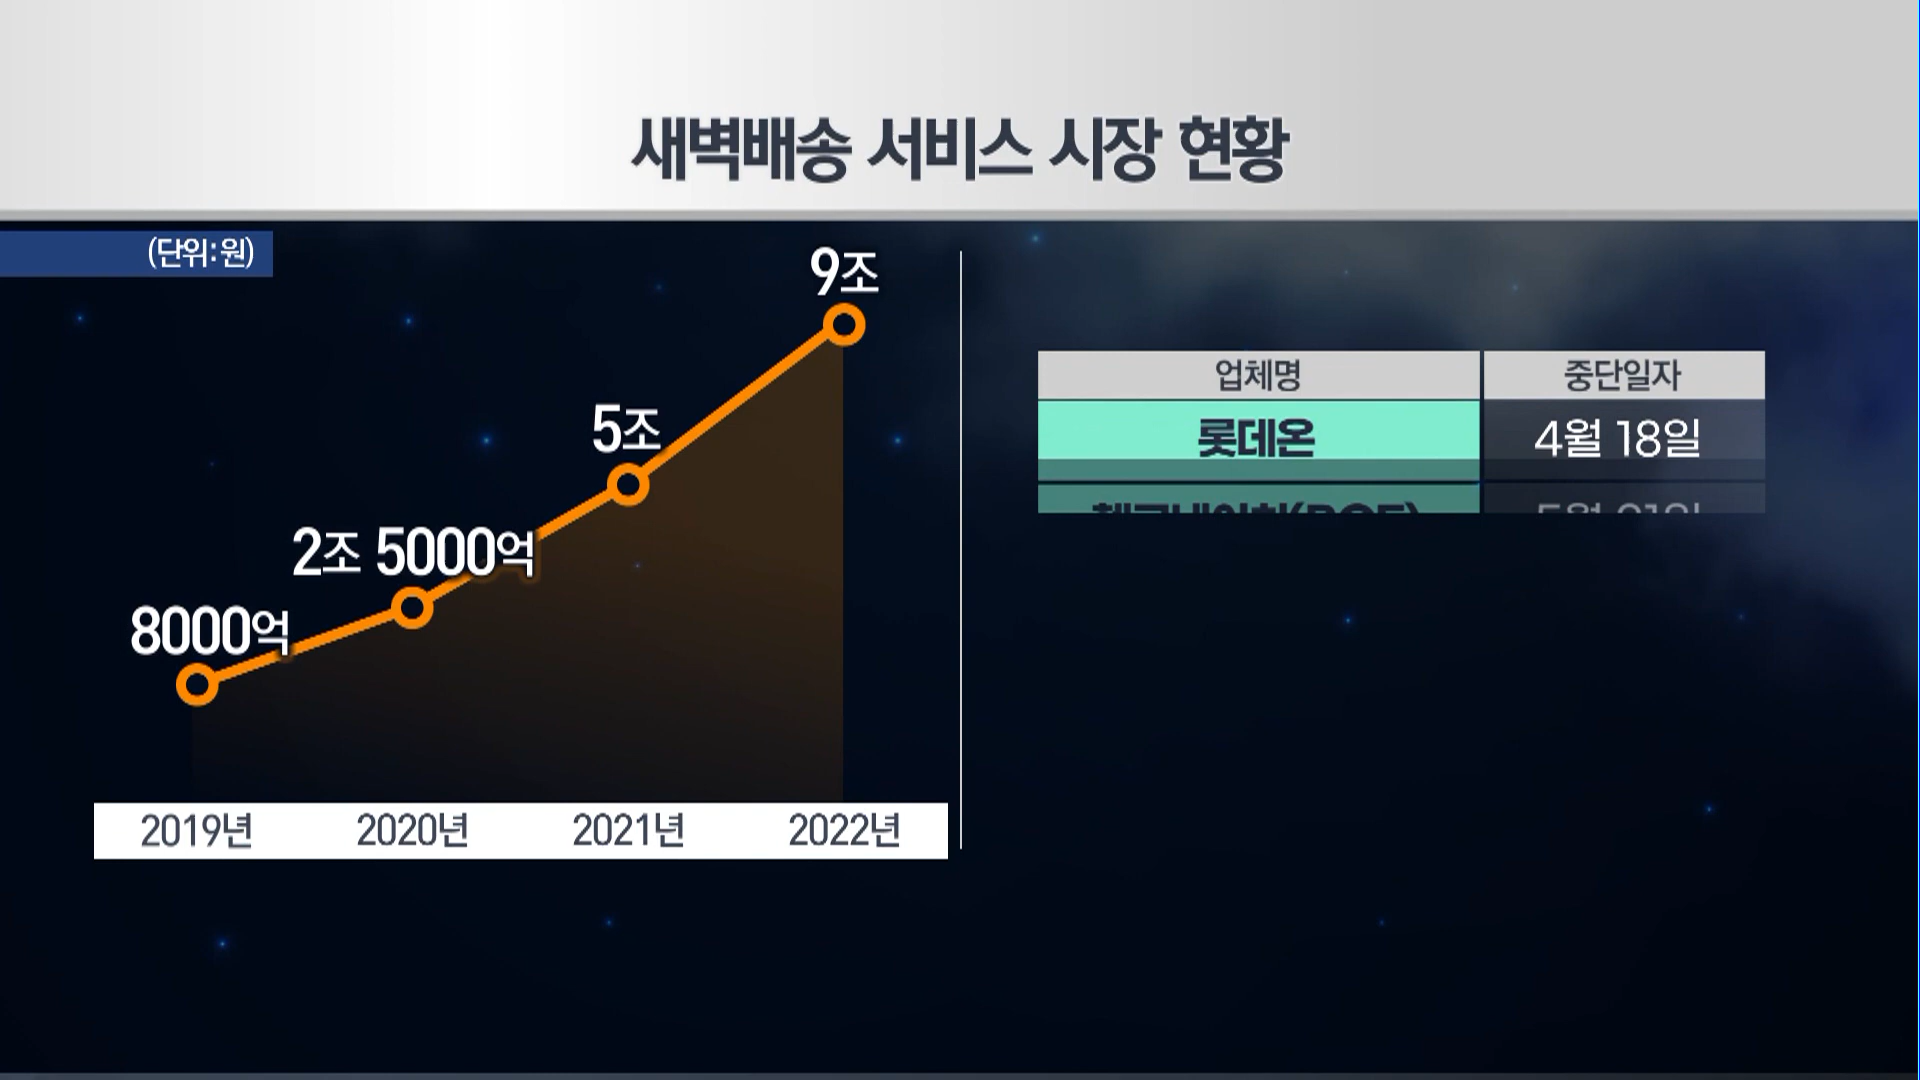 새벽배송 서비스 시장 현황
(단위:원)
9조
5조
2조 5000억
8000억
2019년 2020년 2021년 2022년
업체명 중단일자
롯데온 4월 18일